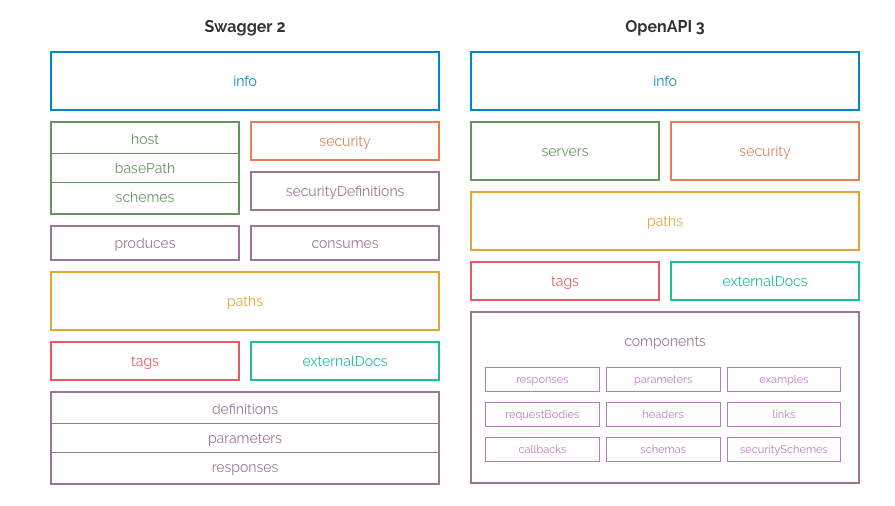 Swagger 2
info
host
basePath
schemes
security
securityDefinitions
produces
consumes
paths
tags
externalDocs
definitions
parameters
responses
OpenAPI 3
info
servers
security
paths
tags
externalDocs
components
responses
parameters
examples
requestBodies
headers
links
callbacks
schemas
securitySchemes